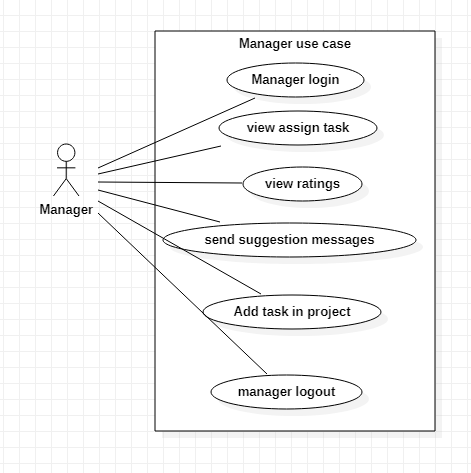 Manager use case
Manager login
view assign task
view ratings
Manager
send suggestion messages
Add task in project
manager logout